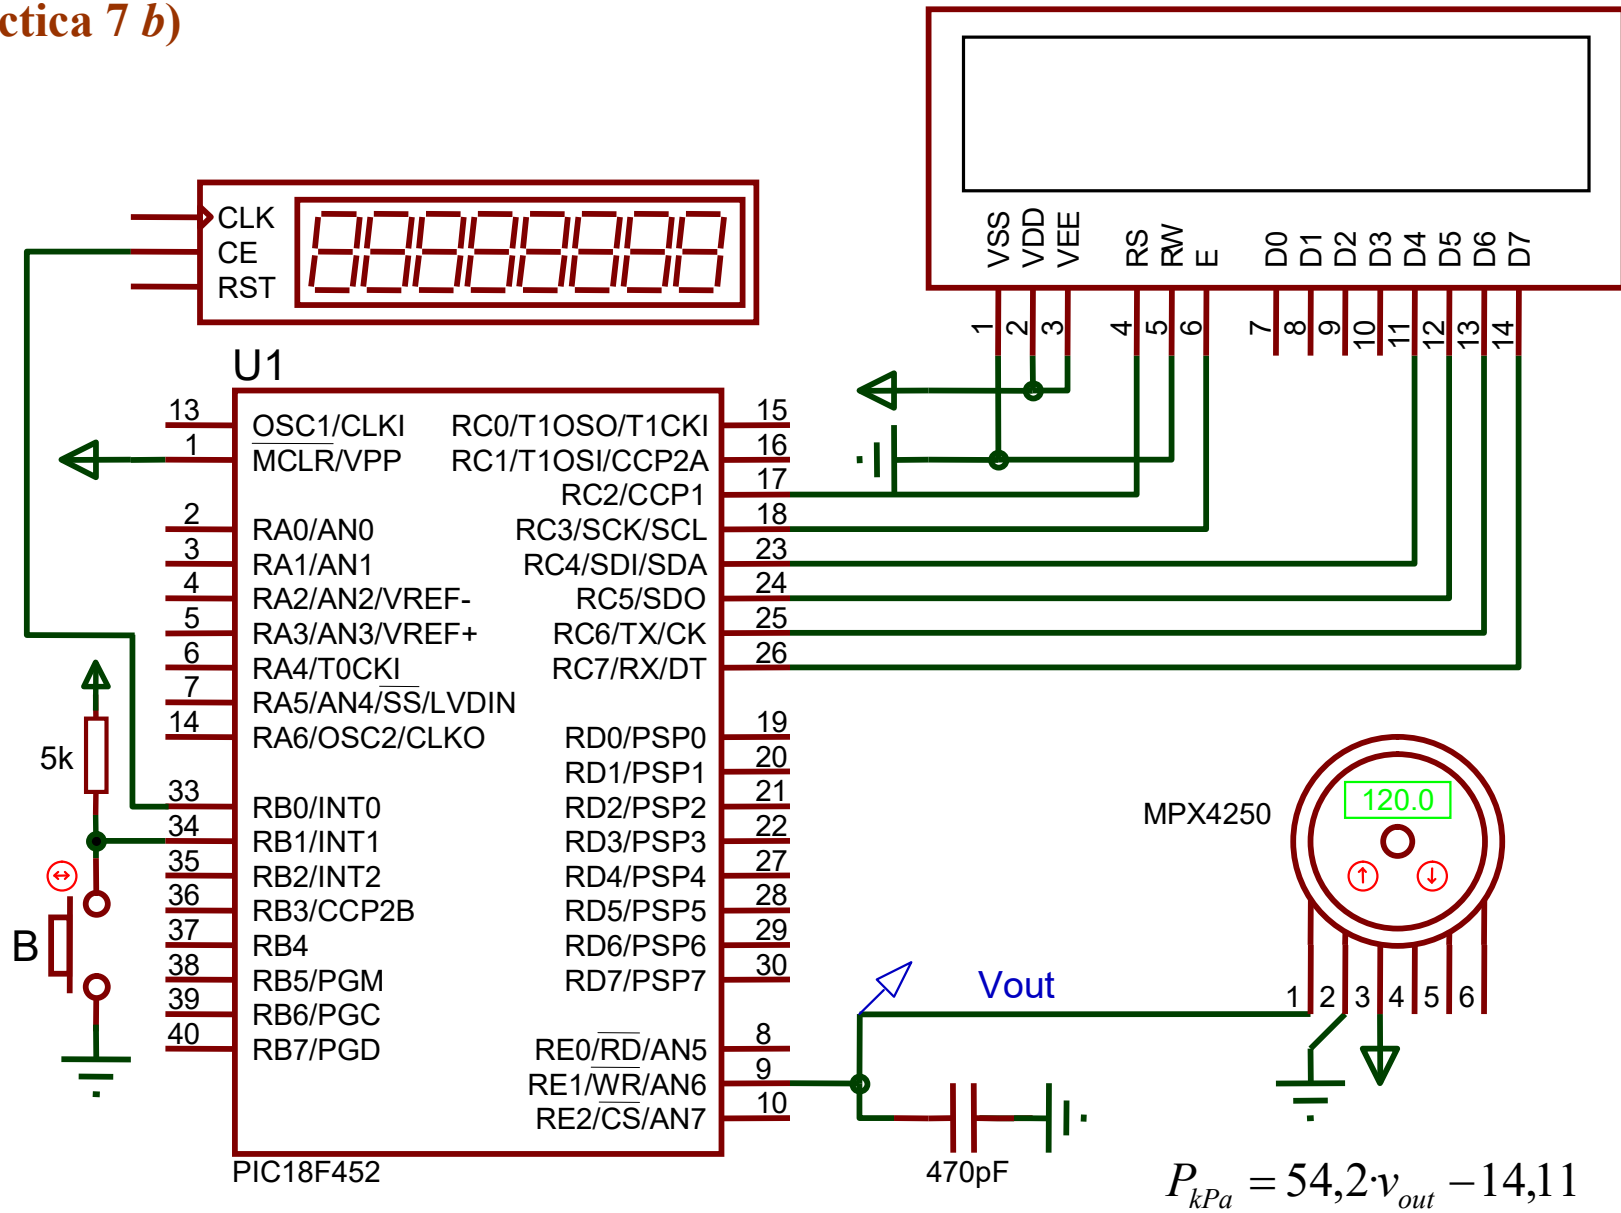 ctica 7 b)
CLK
CE
RST
VSS
VDD
VEE
RS
RW
E
D0
D1
D2
D3
D4
D5
D6
D7
1
2
3
4
5
6
7
8
9
10
11
12
13
14
U1
13 OSC1/CLKI
1 MCLR/VPP
2 RA0/AN0
3 RA1/AN1
4 RA2/AN2/VREF-
5 RA3/AN3/VREF+
6 RA4/T0CKI
7 RA5/AN4/SS/LVDIN
14 RA6/OSC2/CLKO
33 RB0/INT0
34 RB1/INT1
35 RB2/INT2
36 RB3/CCP2B
37 RB4
38 RB5/PGM
39 RB6/PGC
40 RB7/PGD
RC0/T1OSO/T1CKI 15
RC1/T1OSI/CCP2A 16
RC2/CCP1 17
RC3/SCK/SCL 18
RC4/SDI/SDA 23
RC5/SDO 24
RC6/TX/CK 25
RC7/RX/DT 26
RD0/PSP0 19
RD1/PSP1 20
RD2/PSP2 21
RD3/PSP3 22
RD4/PSP4 27
RD5/PSP5 28
RD6/PSP6 29
RD7/PSP7 30
RE0/RD/AN5 8
RE1/WR/AN6 9
RE2/CS/AN7 10
PIC18F452
5k
B
MPX4250
120.0
1 2 3 4 5 6
Vout
470pF
P_kPa = 54,2·v_out − 14,11